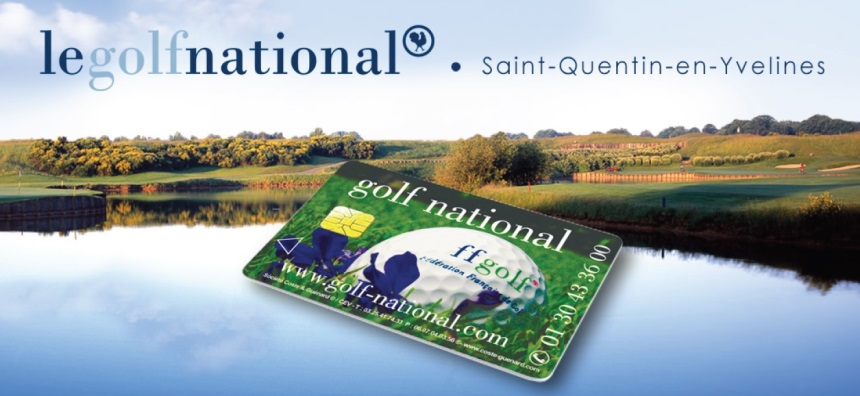 legolfnational
• Saint-Quentin-en-Yvelines
golf national
ffgolf
www.golf-national.com
01 30 43 36 00